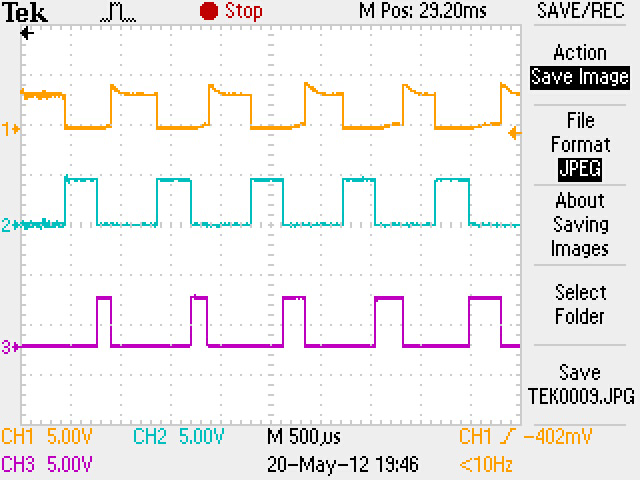 Tek Stop M Pos: 29.20ms SAVE/REC
Action
Save Image
1
File
Format
JPEG
About
Saving
Images
2
Select
Folder
3
Save
TEK0009.JPG
CH1 5.00V CH2 5.00V M 500µs CH1 -402mV
CH3 5.00V 20-May-12 19:46 <10Hz